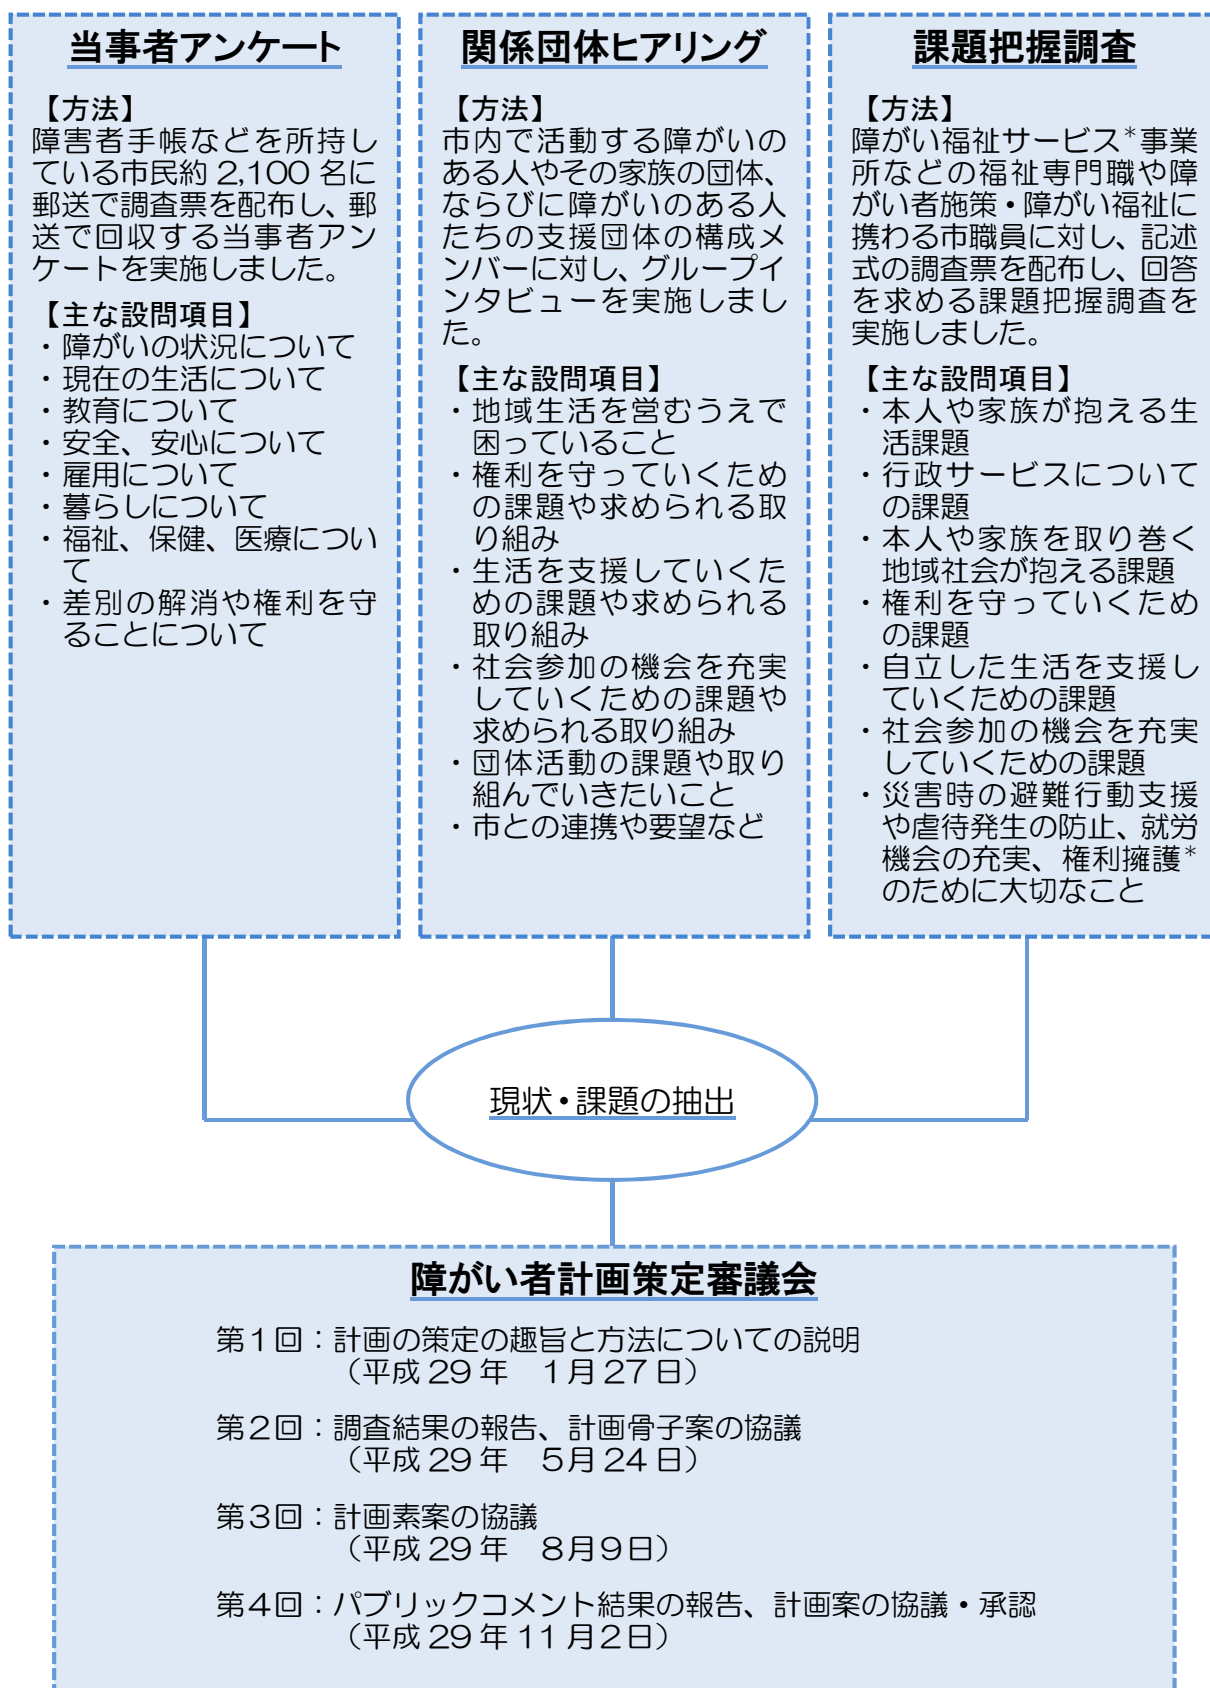 当事者アンケート
【方法】
障害者手帳などを所持し
ている市民約 2,100 名に
郵送で調査票を配布し、郵
送で回収する当事者アン
ケートを実施しました。
【主な設問項目】
・障がいの状況について
・現在の生活について
・教育について
・安全、安心について
・雇用について
・暮らしについて
・福祉、保健、医療につい
て
・差別の解消や権利を守
ることについて
関係団体ヒアリング
【方法】
市内で活動する障がいの
ある人やその家族の団体、
ならびに障がいのある人
たちの支援団体の構成メ
ンバーに対し、グループイ
ンタビューを実施しまし
た。
【主な設問項目】
・地域生活を営むうえで
困っていること
・権利を守っていくため
の課題や求められる取
り組み
・生活を支援していくた
めの課題や求められる
取り組み
・社会参加の機会を充実
していくための課題や
求められる取り組み
・団体活動の課題や取り
組んでいきたいこと
・市との連携や要望など
課題把握調査
【方法】
障がい福祉サービス*事業
所などの福祉専門職や障
がい者施策・障がい福祉に
携わる市職員に対し、記述
式の調査票を配布し、回答
を求める課題把握調査を
実施しました。
【主な設問項目】
・本人や家族が抱える生
活課題
・行政サービスについて
の課題
・本人や家族を取り巻く
地域社会が抱える課題
・権利を守っていくため
の課題
・自立した生活を支援し
ていくための課題
・社会参加の機会を充実
していくための課題
・災害時の避難行動支援
や虐待発生の防止、就労
機会の充実、権利擁護*
のために大切なこと
現状・課題の抽出
障がい者計画策定審議会
第1回：計画の策定の趣旨と方法についての説明
（平成 29 年　1月 27 日）
第2回：調査結果の報告、計画骨子案の協議
（平成 29 年　5月 24 日）
第3回：計画素案の協議
（平成 29 年　8月9日）
第4回：パブリックコメント結果の報告、計画案の協議・承認
（平成 29 年 11 月2日）